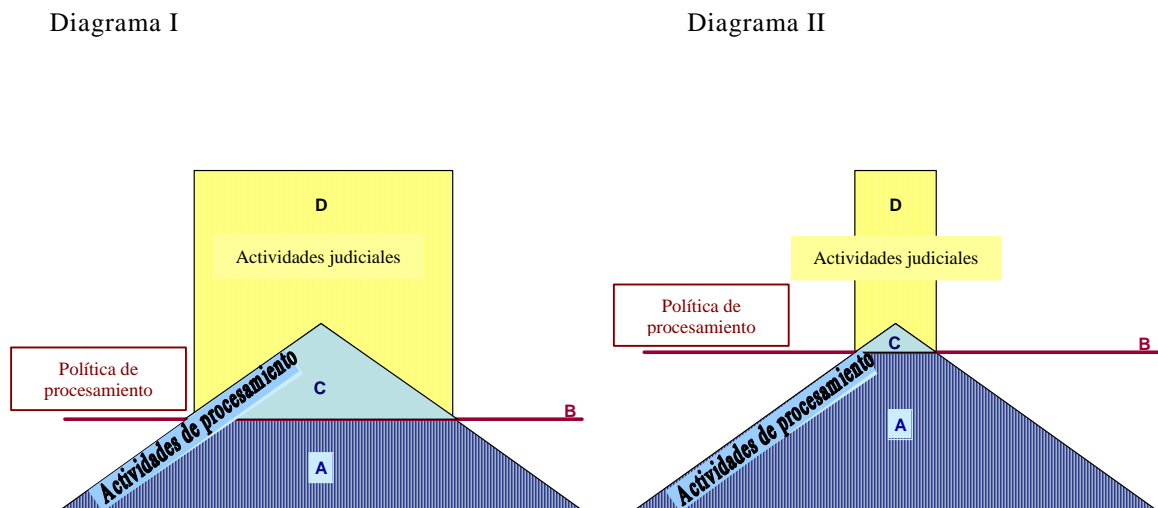 Diagrama I
D
Actividades judiciales
Política de
procesamiento
Actividades de procesamiento
C
B
A
Diagrama II
D
Actividades judiciales
Política de
procesamiento
B
C
Actividades de procesamiento
A